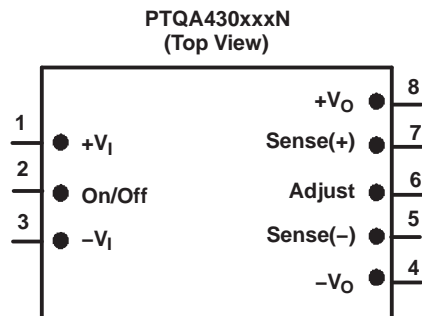 PTQA430xxxN
(Top View)
1 +VI
2 On/Off
3 −VI
+VO 8
Sense(+) 7
Adjust 6
Sense(−) 5
−VO 4